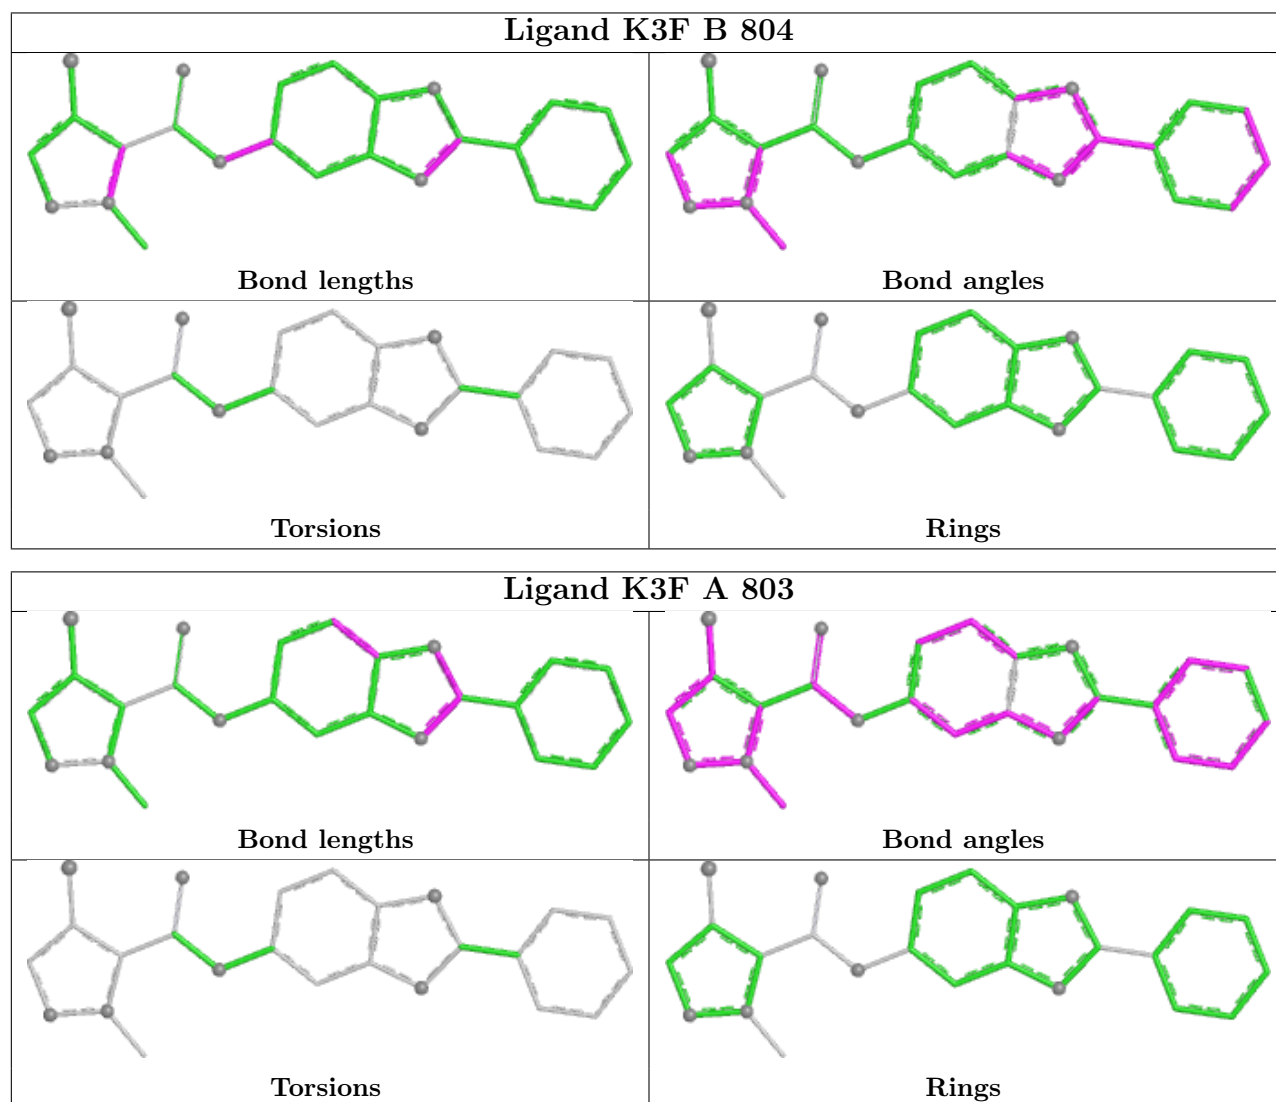 Ligand K3F B 804
Bond lengths
Bond angles
Torsions
Rings
Ligand K3F A 803
Bond lengths
Bond angles
Torsions
Rings